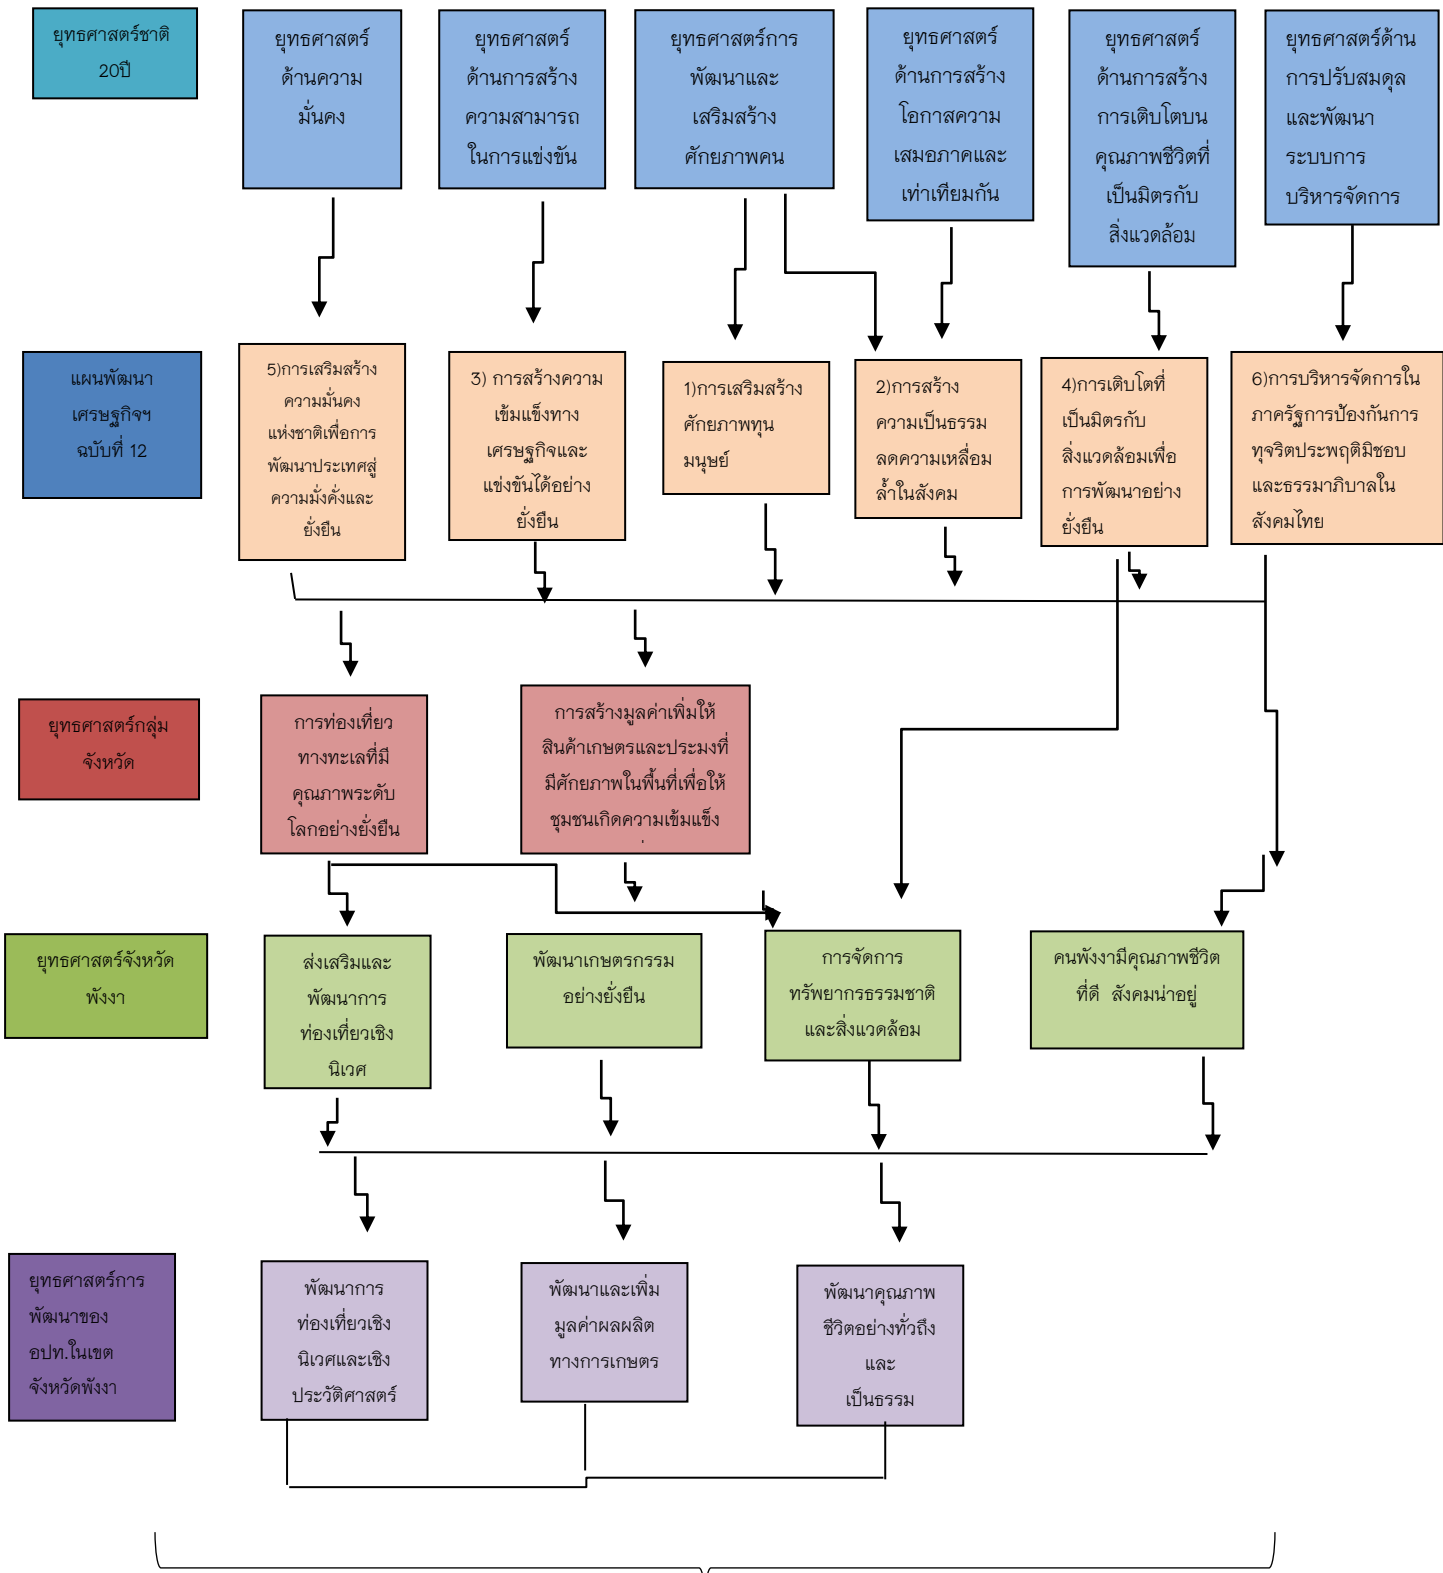 ยุทธศาสตร์ชาติ
20ปี
ยุทธศาสตร์
ด้านความ
มั่นคง
ยุทธศาสตร์
ด้านการสร้าง
ความสามารถ
ในการแข่งขัน
ยุทธศาสตร์การ
พัฒนาและ
เสริมสร้าง
ศักยภาพคน
ยุทธศาสตร์
ด้านการสร้าง
โอกาสความ
เสมอภาคและ
เท่าเทียมกัน
ยุทธศาสตร์
ด้านการสร้าง
การเติบโตบน
คุณภาพชีวิตที่
เป็นมิตรกับ
สิ่งแวดล้อม
ยุทธศาสตร์ด้าน
การปรับสมดุล
และพัฒนา
ระบบการ
บริหารจัดการ
แผนพัฒนา
เศรษฐกิจฯ
ฉบับที่ 12
5)การเสริมสร้าง
ความมั่นคง
แห่งชาติเพื่อการ
พัฒนาประเทศสู่
ความมั่งคั่งและ
ยั่งยืน
3) การสร้างความ
เข้มแข็งทาง
เศรษฐกิจและ
แข่งขันได้อย่าง
ยั่งยืน
1)การเสริมสร้าง
ศักยภาพทุน
มนุษย์
2)การสร้าง
ความเป็นธรรม
ลดความเหลื่อม
ล้ำในสังคม
4)การเติบโตที่
เป็นมิตรกับ
สิ่งแวดล้อมเพื่อ
การพัฒนาอย่าง
ยั่งยืน
6)การบริหารจัดการใน
ภาครัฐการป้องกันการ
ทุจริตประพฤติมิชอบ
และธรรมาภิบาลใน
สังคมไทย
ยุทธศาสตร์กลุ่ม
จังหวัด
การท่องเที่ยว
ทางทะเลที่มี
คุณภาพระดับ
โลกอย่างยั่งยืน
การสร้างมูลค่าเพิ่มให้
สินค้าเกษตรและประมงที่
มีศักยภาพในพื้นที่เพื่อให้
ชุมชนเกิดความเข้มแข็ง
ยุทธศาสตร์จังหวัด
พังงา
ส่งเสริมและ
พัฒนาการ
ท่องเที่ยวเชิง
นิเวศ
พัฒนาเกษตรกรรม
อย่างยั่งยืน
การจัดการ
ทรัพยากรธรรมชาติ
และสิ่งแวดล้อม
คนพังงามีคุณภาพชีวิต
ที่ดี  สังคมน่าอยู่
ยุทธศาสตร์การ
พัฒนาของ
อปท.ในเขต
จังหวัดพังงา
พัฒนาการ
ท่องเที่ยวเชิง
นิเวศและเชิง
ประวัติศาสตร์
พัฒนาและเพิ่ม
มูลค่าผลผลิต
ทางการเกษตร
พัฒนาคุณภาพ
ชีวิตอย่างทั่วถึง
และ
เป็นธรรม